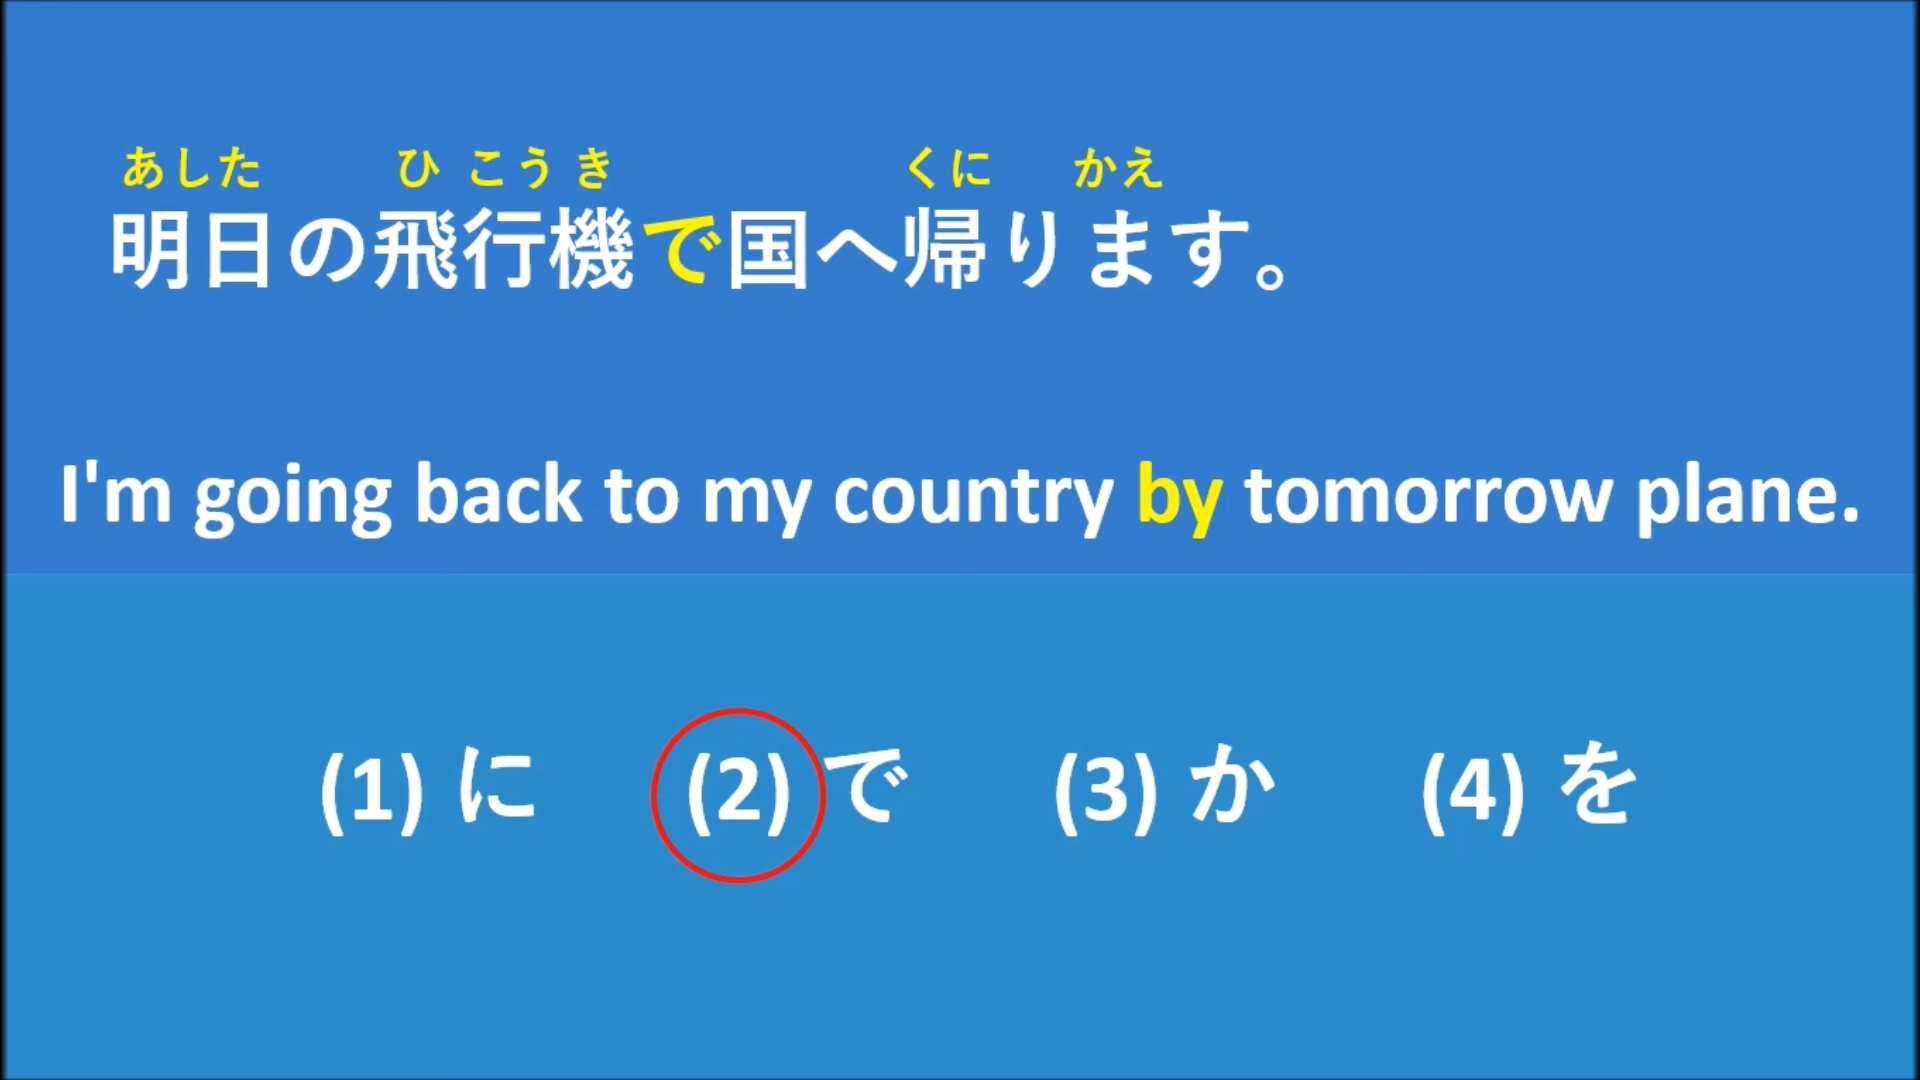 あした ひこうき くに かえ
明日の飛行機で国へ帰ります。
I'm going back to my country by tomorrow plane.
(1) に (2) で (3) か (4) を